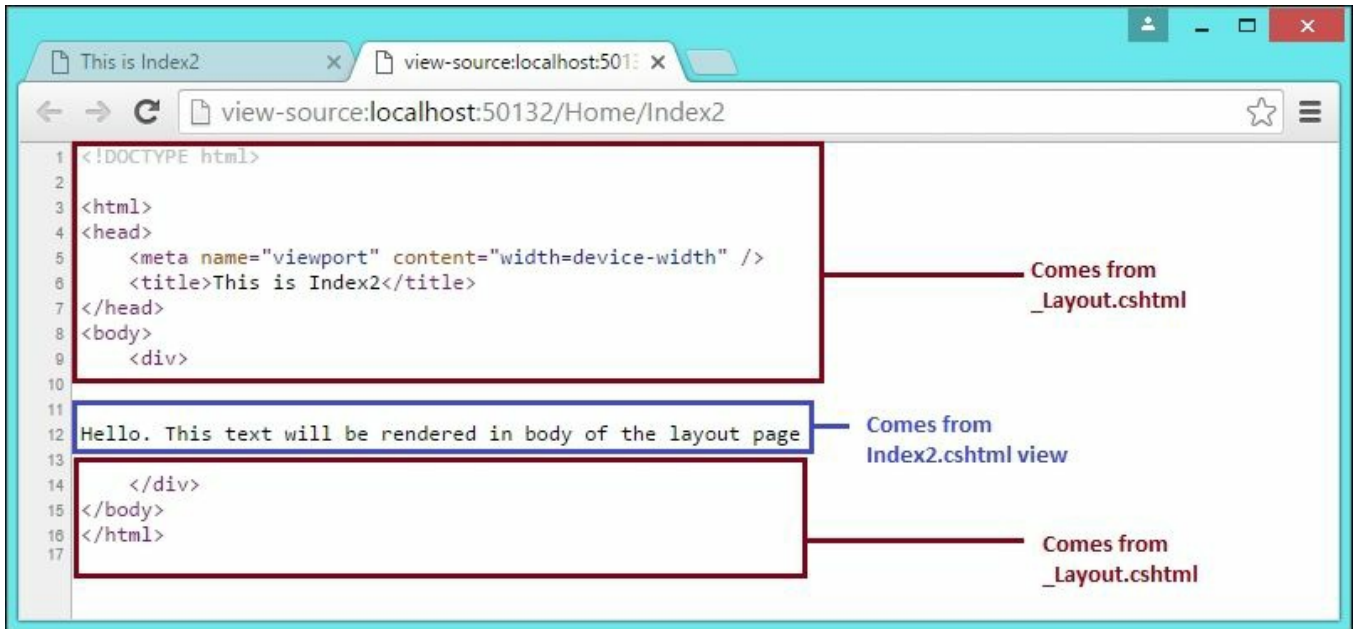 This is Index2
view-source:localhost:501
view-source:localhost:50132/Home/Index2
1 <!DOCTYPE html>
2
3 <html>
4 <head>
5 <meta name="viewport" content="width=device-width" />
6 <title>This is Index2</title>
7 </head>
8 <body>
9 <div>
10
11
12 Hello. This text will be rendered in body of the layout page
13
14 </div>
15 </body>
16 </html>
17
Comes from
_Layout.cshtml
Comes from
Index2.cshtml view
Comes from
_Layout.cshtml